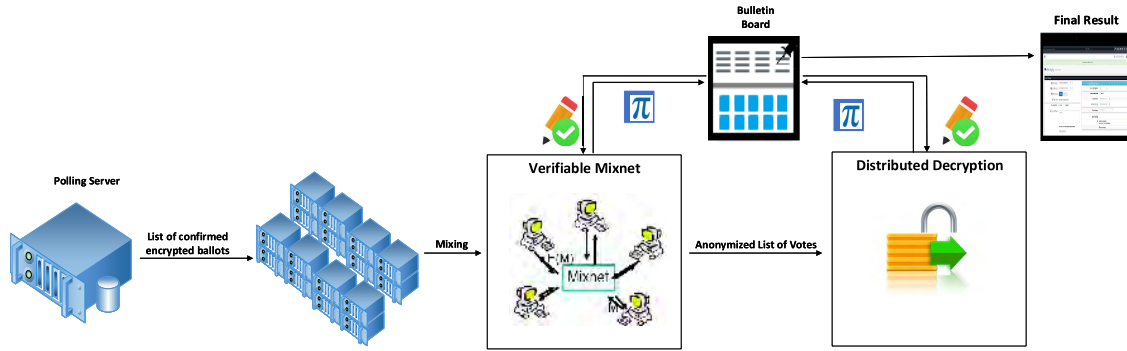 Bulletin
Board
Final Result
π
π
Verifiable Mixnet
Distributed Decryption
Polling Server
List of confirmed
encrypted ballots
Mixing
Anonymized List of Votes
Mixnet